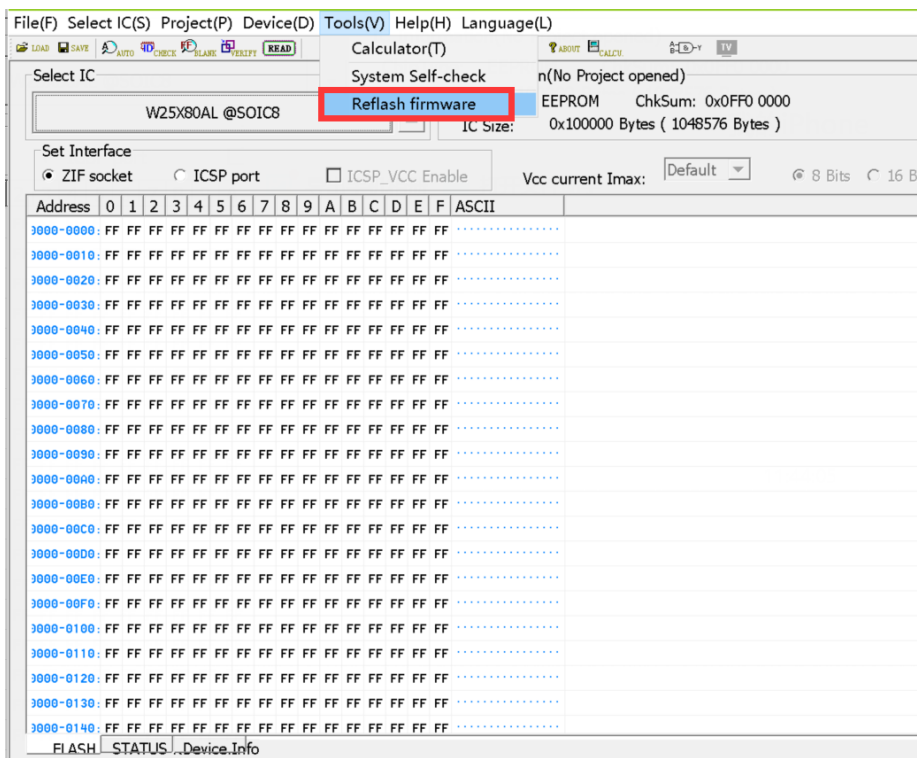 File(F) Select IC(S) Project(P) Device(D) Tools(V) Help(H) Language(L)
LOAD SAVE AUTO CHECK BLANK VERIFY READ ABOUT CALCU. TV
Calculator(T)
System Self-check
Reflash firmware
Select IC
n(No Project opened)
W25X80AL @SOIC8
EEPROM ChkSum: 0x0FF0 0000
IC Size: 0x100000 Bytes ( 1048576 Bytes )
Set Interface
ZIF socket ICSP port ICSP_VCC Enable Vcc current Imax: Default 8 Bits 16 B
Address 0 1 2 3 4 5 6 7 8 9 A B C D E F ASCII
0000-0000: FF FF FF FF FF FF FF FF FF FF FF FF FF FF FF FF ................
0000-0010: FF FF FF FF FF FF FF FF FF FF FF FF FF FF FF FF ................
0000-0020: FF FF FF FF FF FF FF FF FF FF FF FF FF FF FF FF ................
0000-0030: FF FF FF FF FF FF FF FF FF FF FF FF FF FF FF FF ................
0000-0040: FF FF FF FF FF FF FF FF FF FF FF FF FF FF FF FF ................
0000-0050: FF FF FF FF FF FF FF FF FF FF FF FF FF FF FF FF ................
0000-0060: FF FF FF FF FF FF FF FF FF FF FF FF FF FF FF FF ................
0000-0070: FF FF FF FF FF FF FF FF FF FF FF FF FF FF FF FF ................
0000-0080: FF FF FF FF FF FF FF FF FF FF FF FF FF FF FF FF ................
0000-0090: FF FF FF FF FF FF FF FF FF FF FF FF FF FF FF FF ................
0000-00A0: FF FF FF FF FF FF FF FF FF FF FF FF FF FF FF FF ................
0000-00B0: FF FF FF FF FF FF FF FF FF FF FF FF FF FF FF FF ................
0000-00C0: FF FF FF FF FF FF FF FF FF FF FF FF FF FF FF FF ................
0000-00D0: FF FF FF FF FF FF FF FF FF FF FF FF FF FF FF FF ................
0000-00E0: FF FF FF FF FF FF FF FF FF FF FF FF FF FF FF FF ................
0000-00F0: FF FF FF FF FF FF FF FF FF FF FF FF FF FF FF FF ................
0000-0100: FF FF FF FF FF FF FF FF FF FF FF FF FF FF FF FF ................
0000-0110: FF FF FF FF FF FF FF FF FF FF FF FF FF FF FF FF ................
0000-0120: FF FF FF FF FF FF FF FF FF FF FF FF FF FF FF FF ................
0000-0130: FF FF FF FF FF FF FF FF FF FF FF FF FF FF FF FF ................
0000-0140: FF FF FF FF FF FF FF FF FF FF FF FF FF FF FF FF ................
FLASH STATUS Device.Info